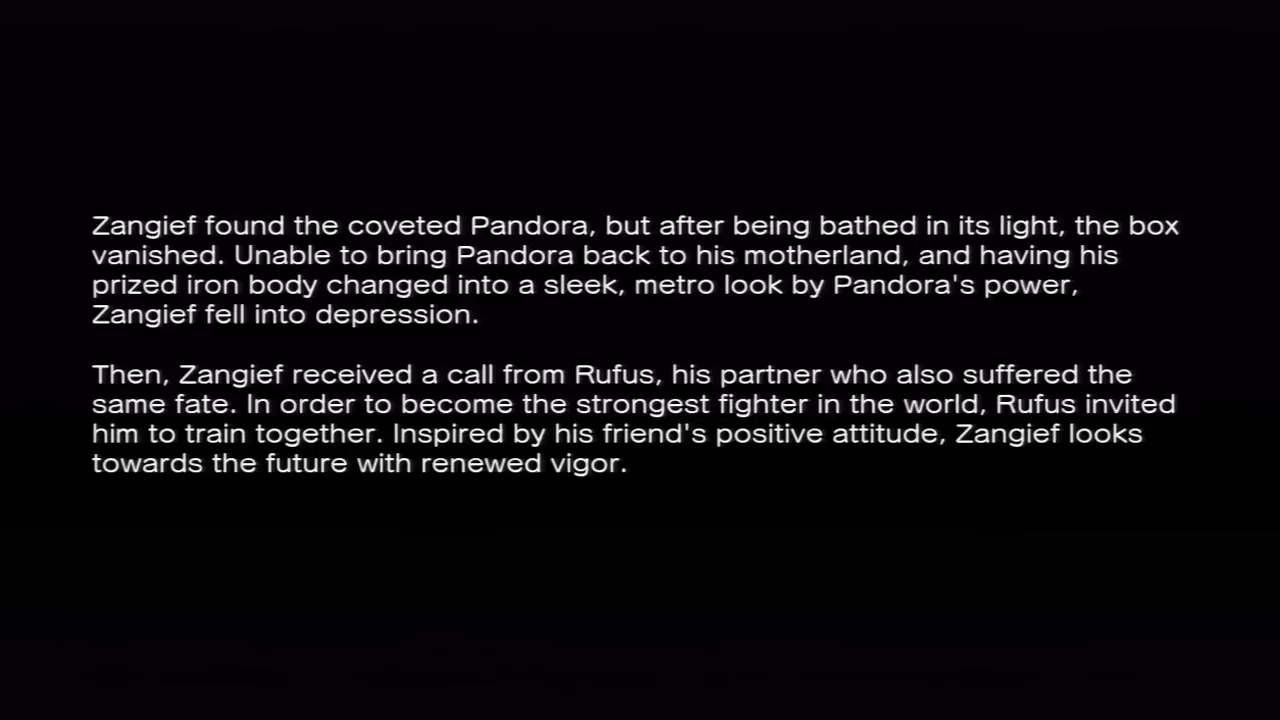 Zangief found the coveted Pandora, but after being bathed in its light, the box
vanished. Unable to bring Pandora back to his motherland, and having his
prized iron body changed into a sleek, metro look by Pandora's power,
Zangief fell into depression.
Then, Zangief received a call from Rufus, his partner who also suffered the
same fate. In order to become the strongest fighter in the world, Rufus invited
him to train together. Inspired by his friend's positive attitude, Zangief looks
towards the future with renewed vigor.